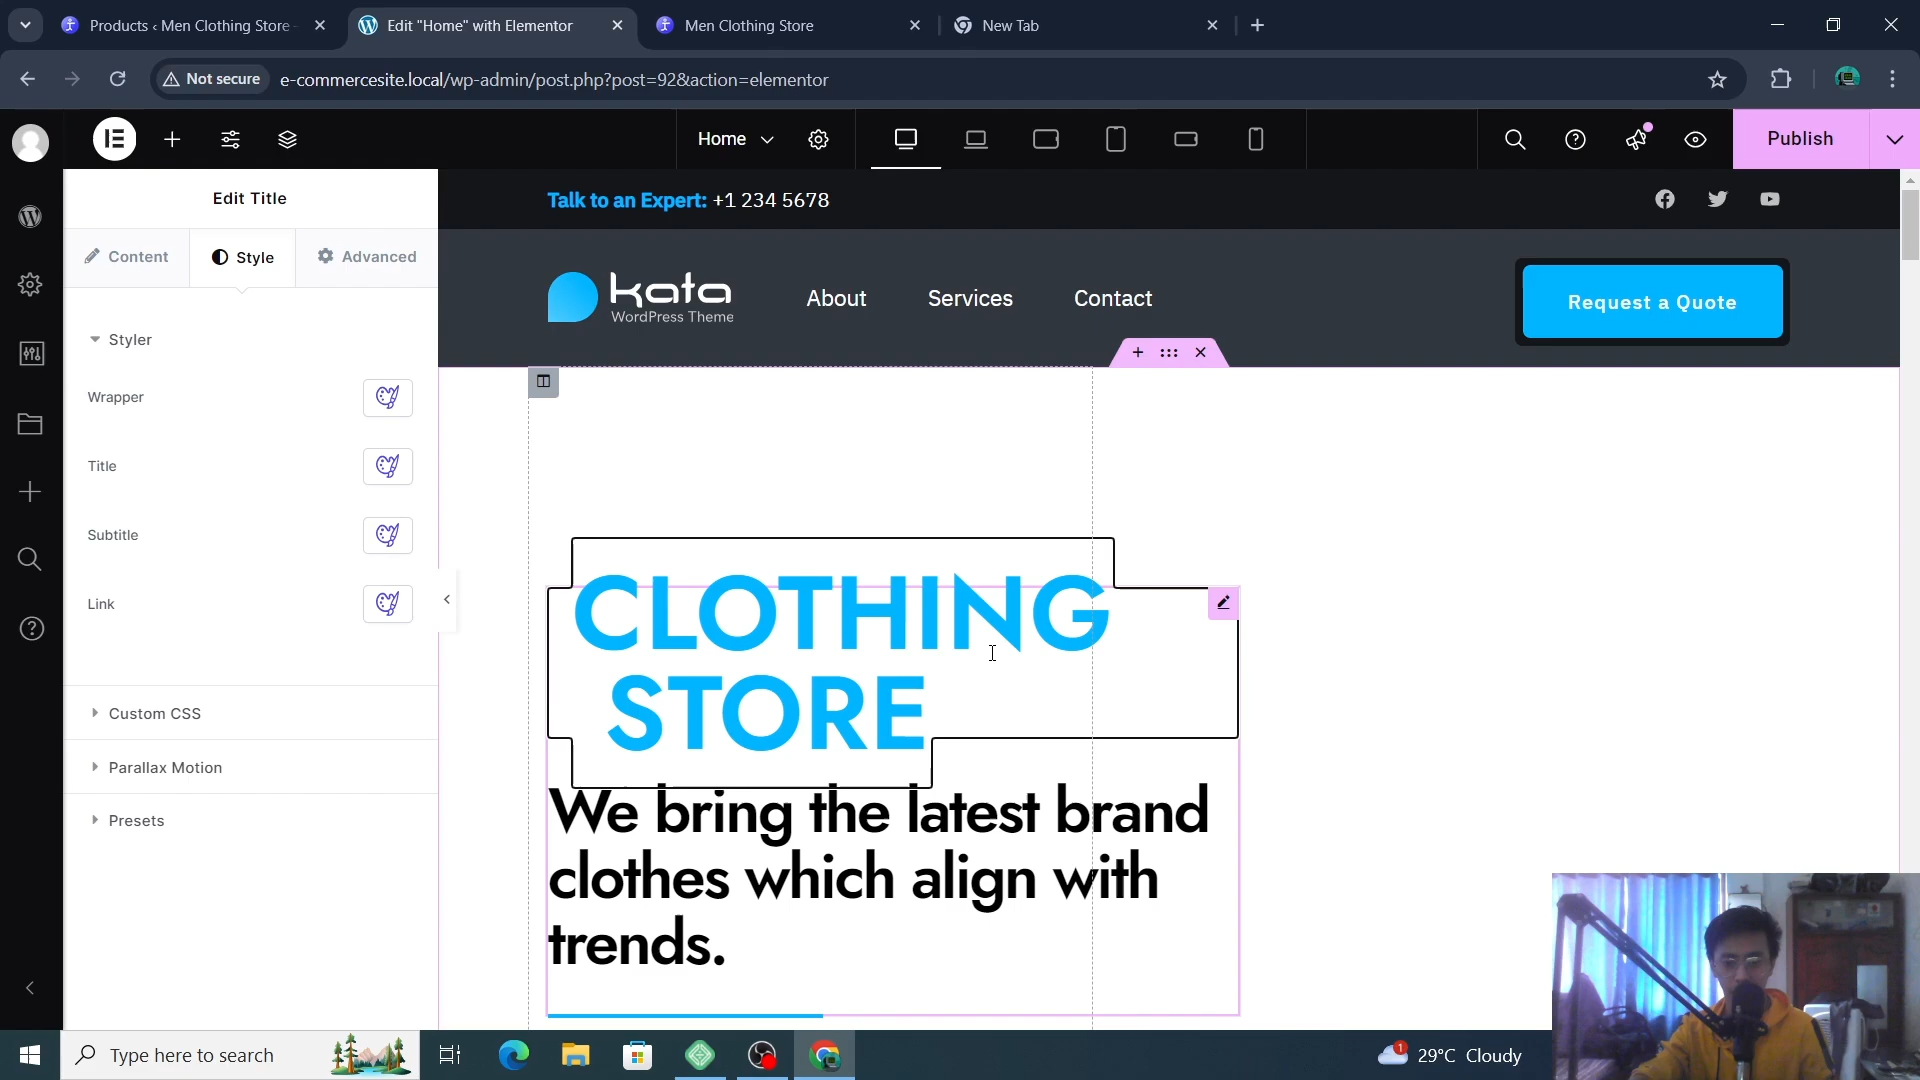 Products ‹ Men Clothing Store -
Edit "Home" with Elementor
Men Clothing Store
New Tab
Not secure
e-commercesite.local/wp-admin/post.php?post=92&action=elementor
Home
Publish
Edit Title
Content
Style
Advanced
Styler
Wrapper
Title
Subtitle
Link
Custom CSS
Parallax Motion
Presets
Talk to an Expert: +1 234 5678
kata
WordPress Theme
About
Services
Contact
Request a Quote
CLOTHING
STORE
We bring the latest brand
clothes which align with
trends.
Type here to search
1
29°C Cloudy